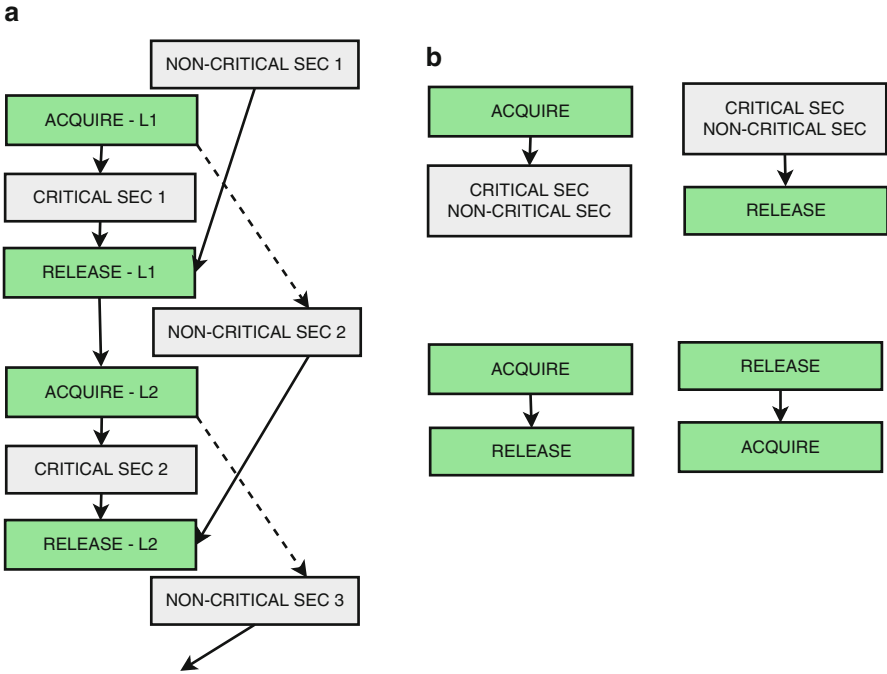 a
NON-CRITICAL SEC 1
ACQUIRE - L1
CRITICAL SEC 1
RELEASE - L1
NON-CRITICAL SEC 2
ACQUIRE - L2
CRITICAL SEC 2
RELEASE - L2
NON-CRITICAL SEC 3
b
ACQUIRE
CRITICAL SEC
NON-CRITICAL SEC
CRITICAL SEC
NON-CRITICAL SEC
RELEASE
ACQUIRE
RELEASE
RELEASE
ACQUIRE